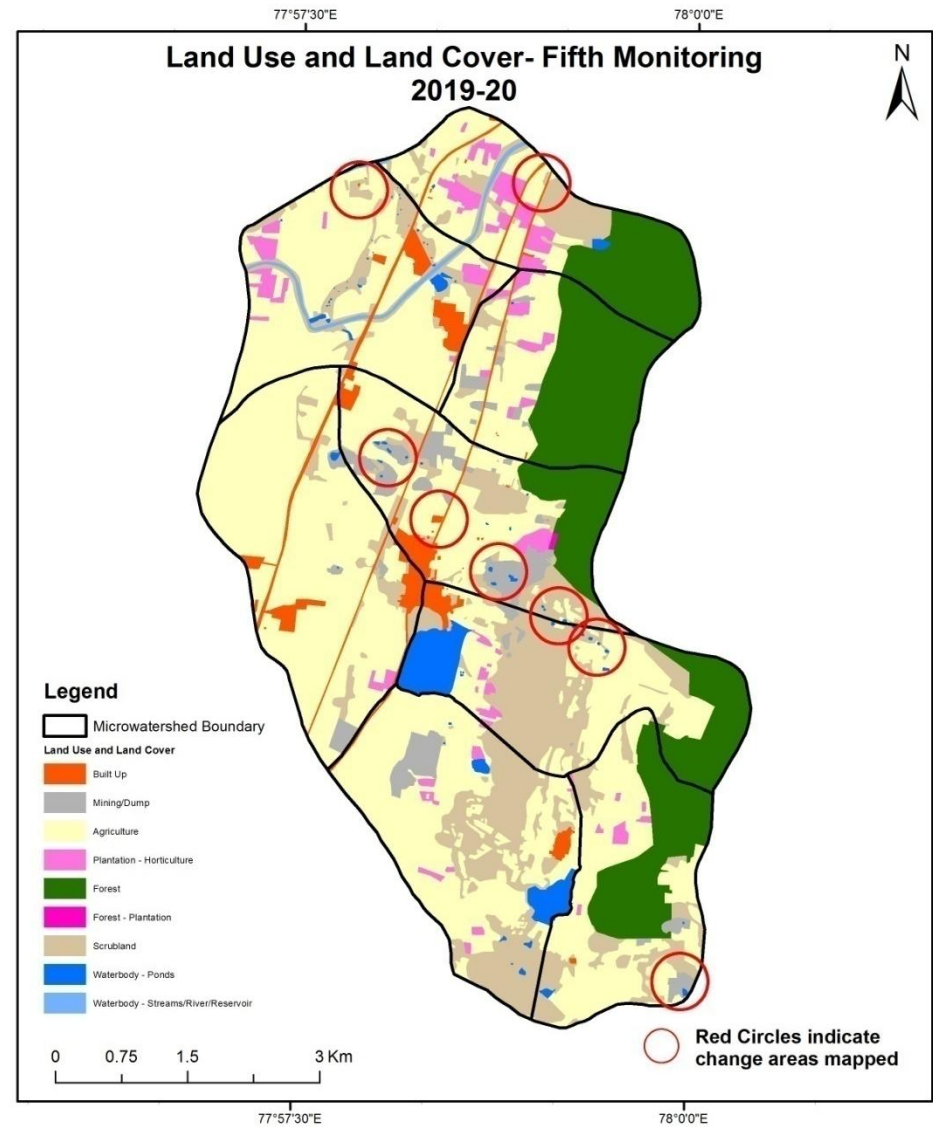 77°57'30"E 78°0'0"E
Land Use and Land Cover- Fifth Monitoring
2019-20
N
Legend
Microwatershed Boundary
Land Use and Land Cover
Built Up
Mining/Dump
Agriculture
Plantation - Horticulture
Forest
Forest - Plantation
Scrubland
Waterbody - Ponds
Waterbody - Streams/River/Reservoir
0 0.75 1.5 3 Km
Red Circles indicate
change areas mapped
77°57'30"E 78°0'0"E